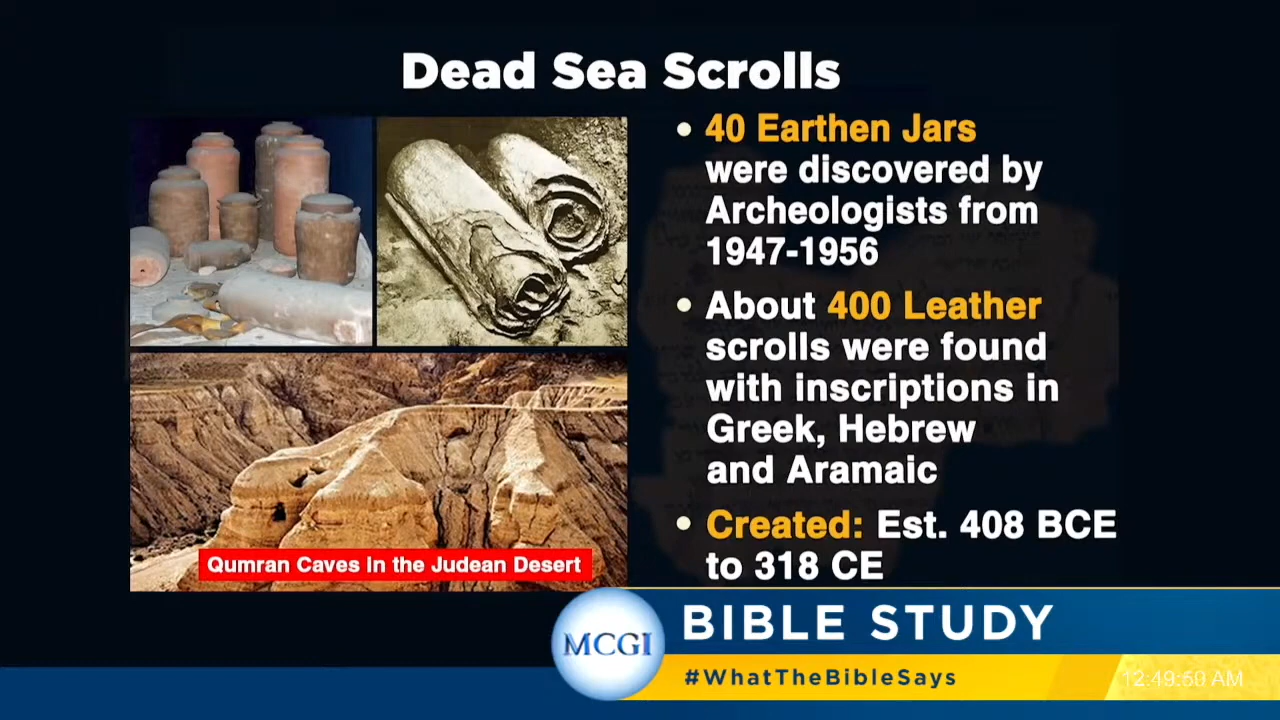 Dead Sea Scrolls
• 40 Earthen Jars
were discovered by
Archeologists from
1947-1956
• About 400 Leather
scrolls were found
with inscriptions in
Greek, Hebrew
and Aramaic
• Created: Est. 408 BCE
to 318 CE
Qumran Caves in the Judean Desert
MCGI
BIBLE STUDY
#WhatTheBibleSays
12:49:50 AM